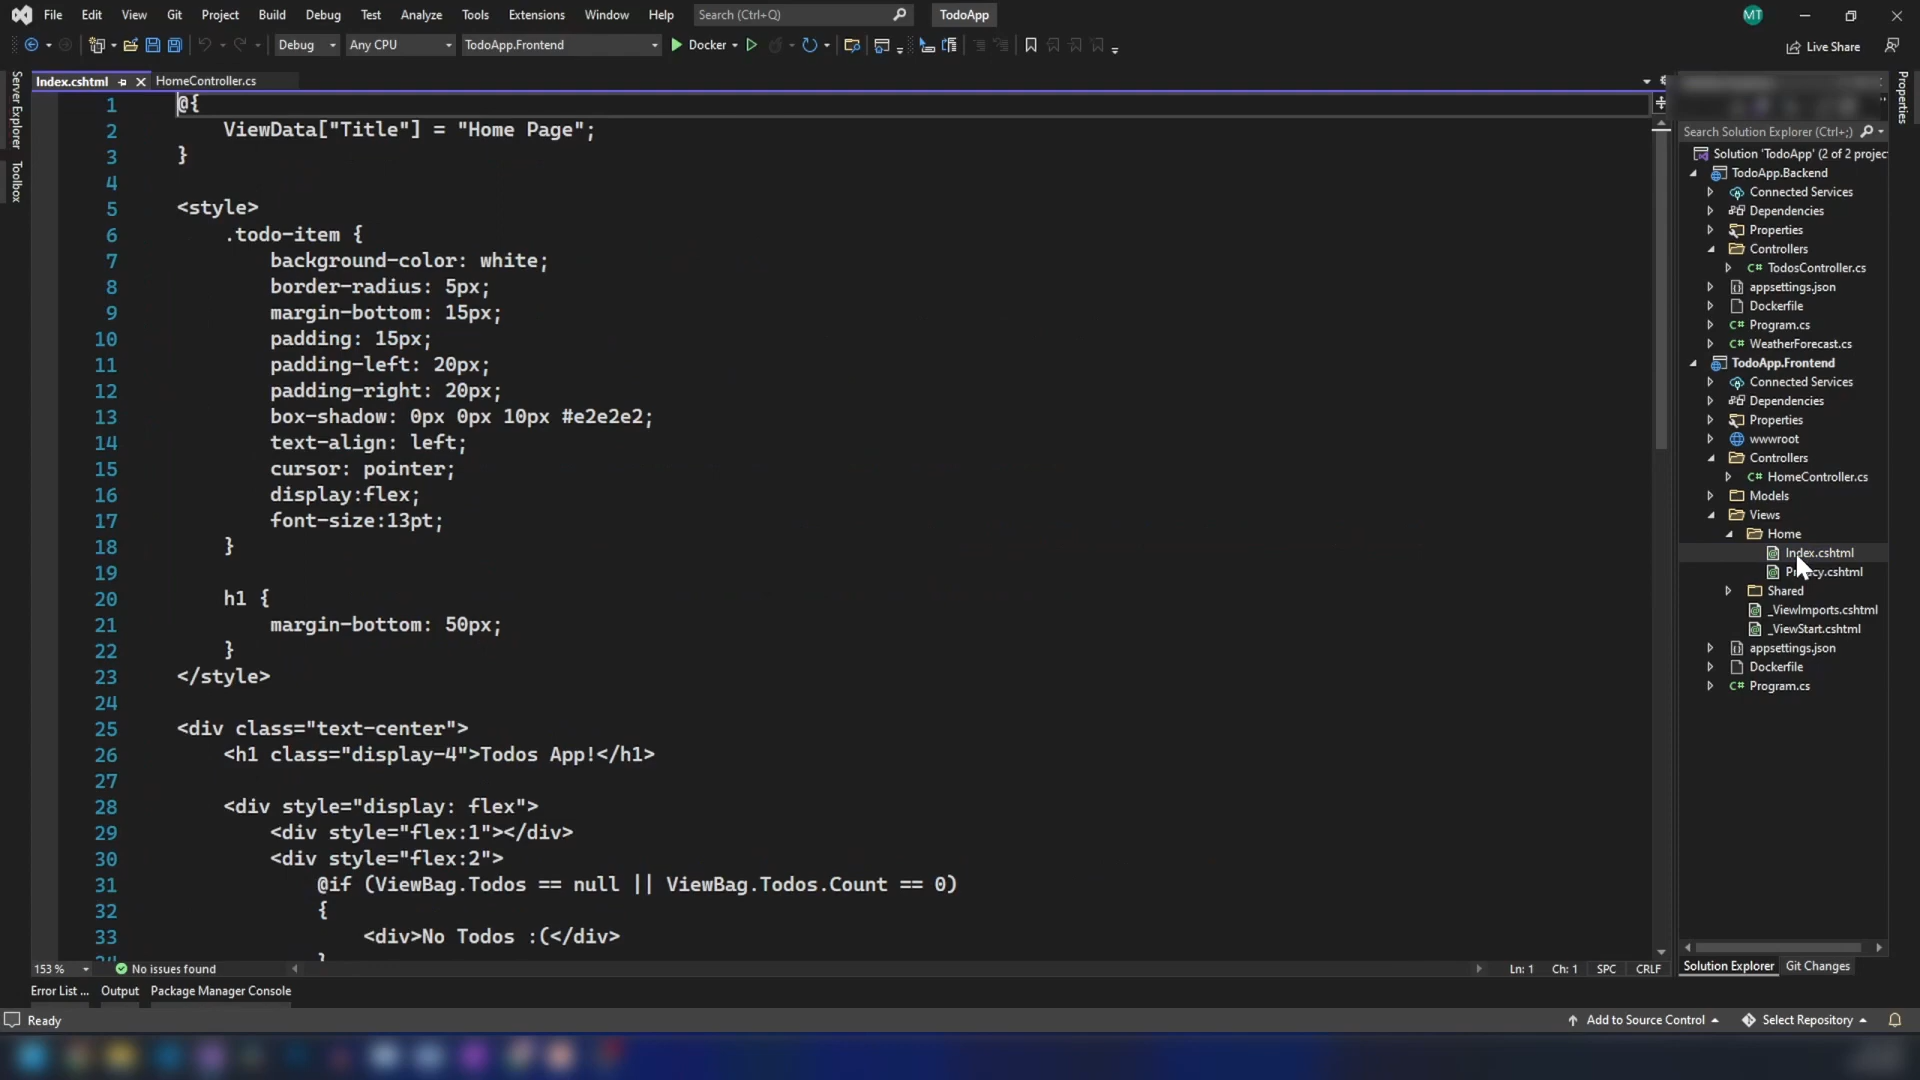 File Edit View Git Project Build Debug Test Analyze Tools Extensions Window Help Search (Ctrl+Q) TodoApp MT
Debug Any CPU TodoApp.Frontend Docker Live Share
Index.cshtml HomeController.cs
Server Explorer
Toolbox
1 @{
2 ViewData["Title"] = "Home Page";
3 }
4
5 <style>
6 .todo-item {
7 background-color: white;
8 border-radius: 5px;
9 margin-bottom: 15px;
10 padding: 15px;
11 padding-left: 20px;
12 padding-right: 20px;
13 box-shadow: 0px 0px 10px #e2e2e2;
14 text-align: left;
15 cursor: pointer;
16 display:flex;
17 font-size:13pt;
18 }
19
20 h1 {
21 margin-bottom: 50px;
22 }
23 </style>
24
25 <div class="text-center">
26 <h1 class="display-4">Todos App!</h1>
27
28 <div style="display: flex">
29 <div style="flex:1"></div>
30 <div style="flex:2">
31 @if (ViewBag.Todos == null || ViewBag.Todos.Count == 0)
32 {
33 <div>No Todos :(</div>
153 % No issues found Ln: 1 Ch: 1 SPC CRLF
Search Solution Explorer (Ctrl+;)
Solution 'TodoApp' (2 of 2 projec
TodoApp.Backend
Connected Services
Dependencies
Properties
Controllers
C# TodosController.cs
appsettings.json
Dockerfile
C# Program.cs
C# WeatherForecast.cs
TodoApp.Frontend
Connected Services
Dependencies
Properties
wwwroot
Controllers
C# HomeController.cs
Models
Views
Home
Index.cshtml
.cshtml
Shared
_ViewImports.cshtml
_ViewStart.cshtml
appsettings.json
Dockerfile
C# Program.cs
Solution Explorer Git Changes
Properties
Error List ... Output Package Manager Console
Ready Add to Source Control Select Repository